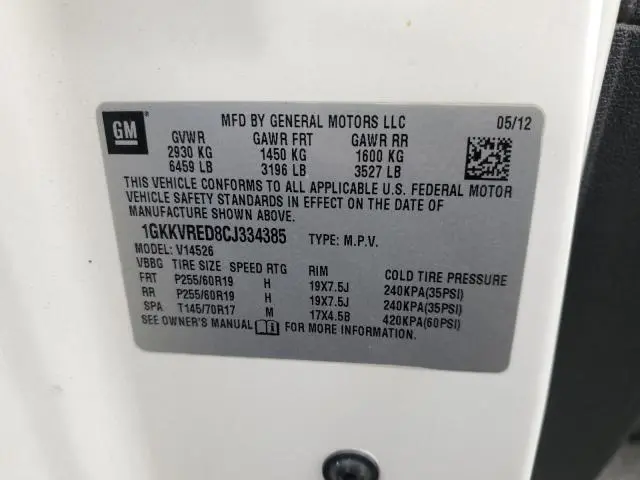 GM
MFD BY GENERAL MOTORS LLC 05/12
GVWR GAWR FRT GAWR RR
2930 KG 1450 KG 1600 KG
6459 LB 3196 LB 3527 LB
THIS VEHICLE CONFORMS TO ALL APPLICABLE U.S. FEDERAL MOTOR
VEHICLE SAFETY STANDARDS IN EFFECT ON THE DATE OF
MANUFACTURE SHOWN ABOVE.
1GKKVRED8CJ334385 TYPE: M.P.V.
MODEL: V14526
VBBG TIRE SIZE SPEED RTG RIM COLD TIRE PRESSURE
FRT P255/60R19 H 19X7.5J 240KPA(35PSI)
RR P255/60R19 H 19X7.5J 240KPA(35PSI)
SPA T145/70R17 M 17X4.5B 420KPA(60PSI)
SEE OWNER'S MANUAL FOR MORE INFORMATION.